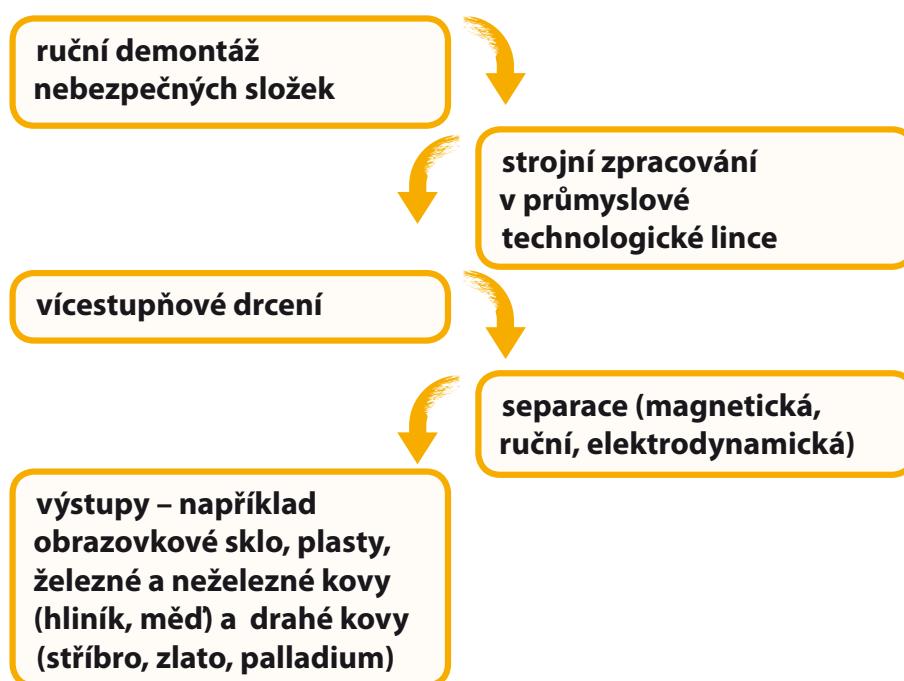 ruční demontáž
nebezpečných složek
strojní zpracování
v průmyslové
technologické lince
vícestupňové drcení
separace (magnetická,
ruční, elektrodynamická)
výstupy – například
obrazovkové sklo, plasty,
železné a neželezné kovy
(hliník, měď) a drahé kovy
(stříbro, zlato, palladium)